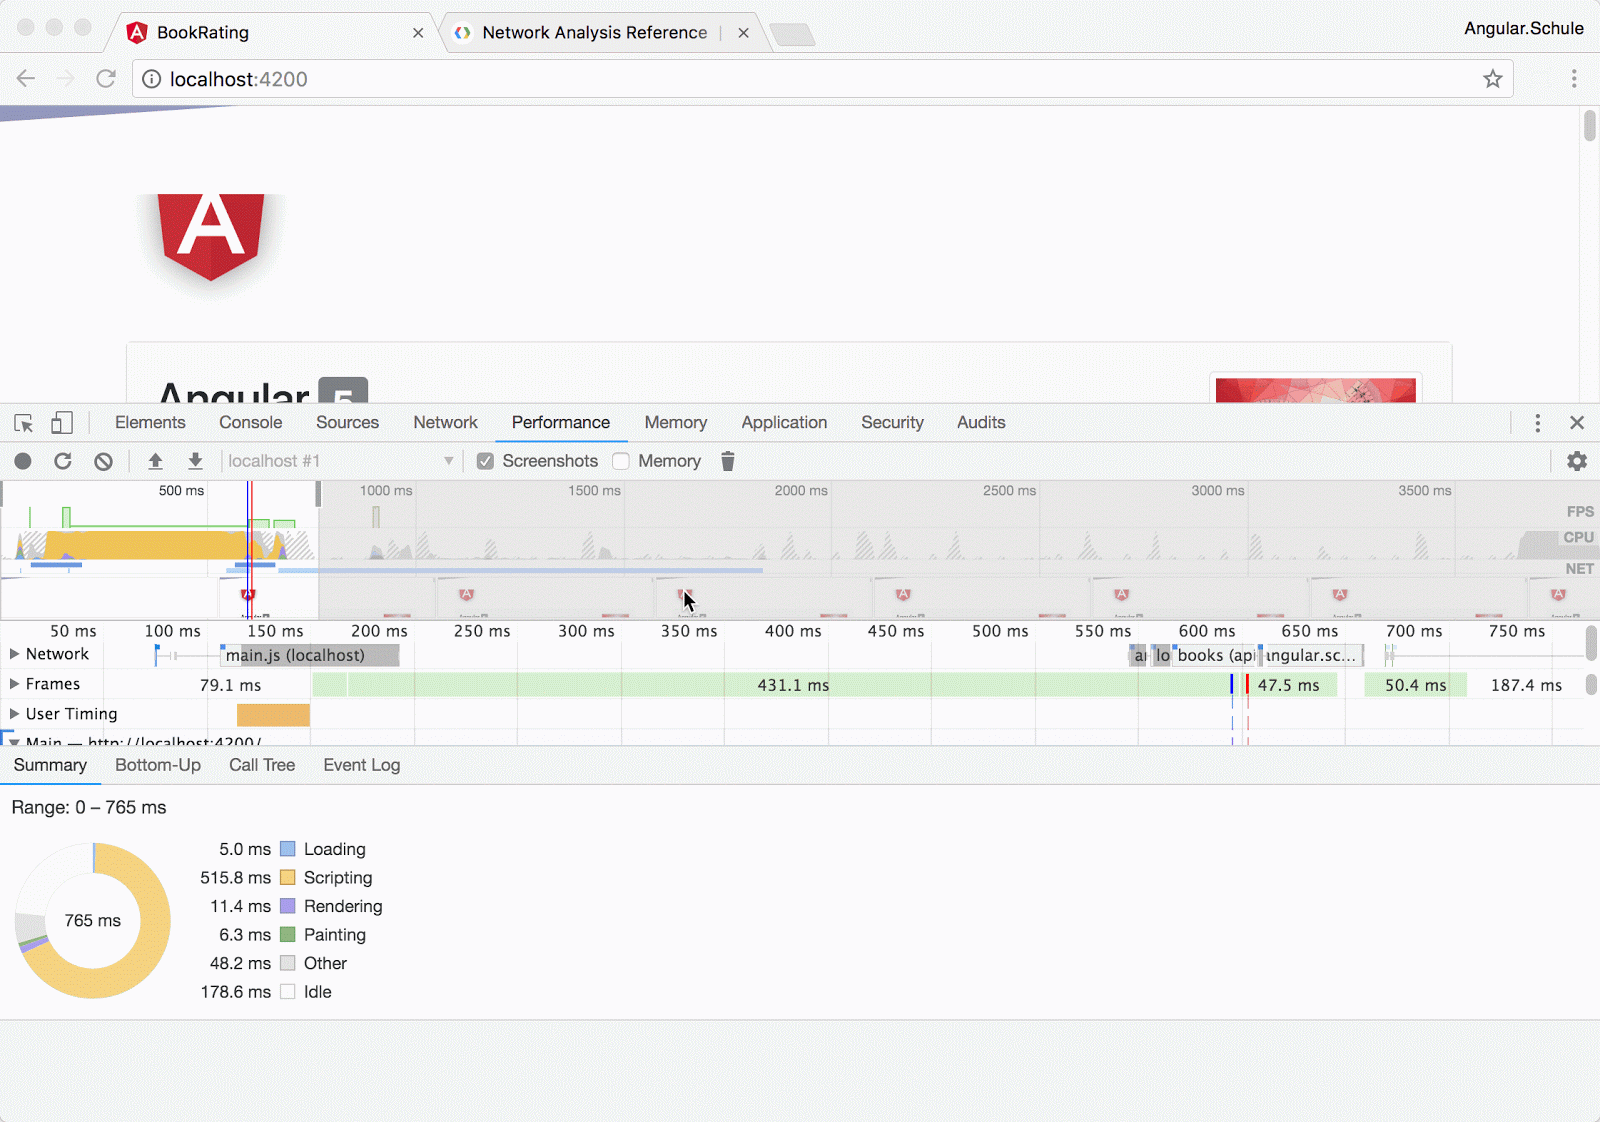 BookRating
Network Analysis Reference
Angular.Schule
localhost:4200
Angular 5
Elements Console Sources Network Performance Memory Application Security Audits
localhost #1 Screenshots Memory
500 ms 1000 ms 1500 ms 2000 ms 2500 ms 3000 ms 3500 ms
FPS
CPU
NET
50 ms 100 ms 150 ms 200 ms 250 ms 300 ms 350 ms 400 ms 450 ms 500 ms 550 ms 600 ms 650 ms 700 ms 750 ms
Network main.js (localhost) ar lo books (api angular.sc...
Frames 79.1 ms 431.1 ms 47.5 ms 50.4 ms 187.4 ms
User Timing
Main — http://localhost:4200/
Summary Bottom-Up Call Tree Event Log
Range: 0 – 765 ms
765 ms
5.0 ms Loading
515.8 ms Scripting
11.4 ms Rendering
6.3 ms Painting
48.2 ms Other
178.6 ms Idle